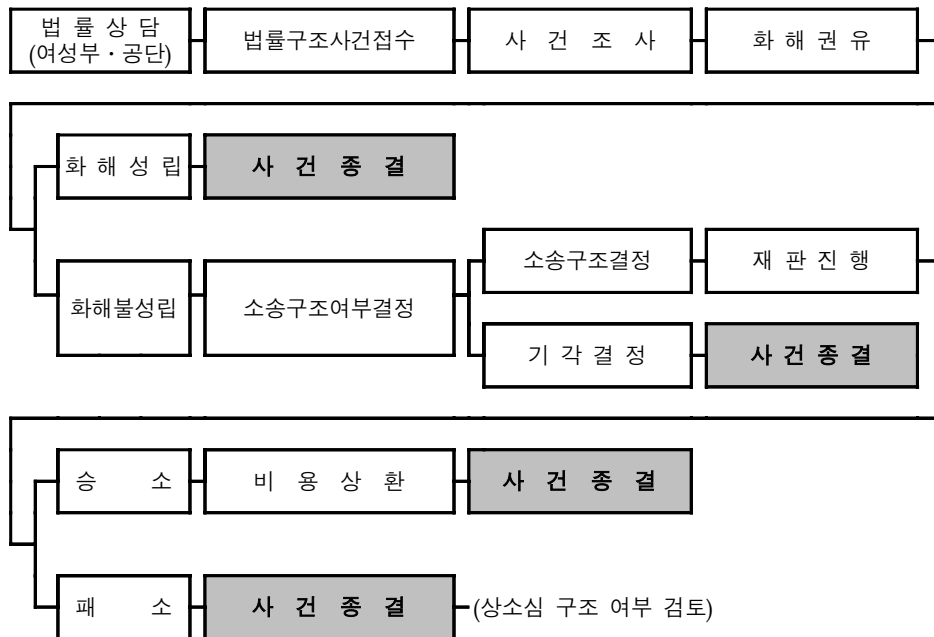 법 률 상 담
(여성부·공단)
법률구조사건접수
사 건 조 사
화 해 권 유
화 해 성 립
사 건 종 결
화해불성립
소송구조여부결정
소송구조결정
재 판 진 행
기 각 결 정
사 건 종 결
승 소
비 용 상 환
사 건 종 결
패 소
사 건 종 결
(상소심 구조 여부 검토)